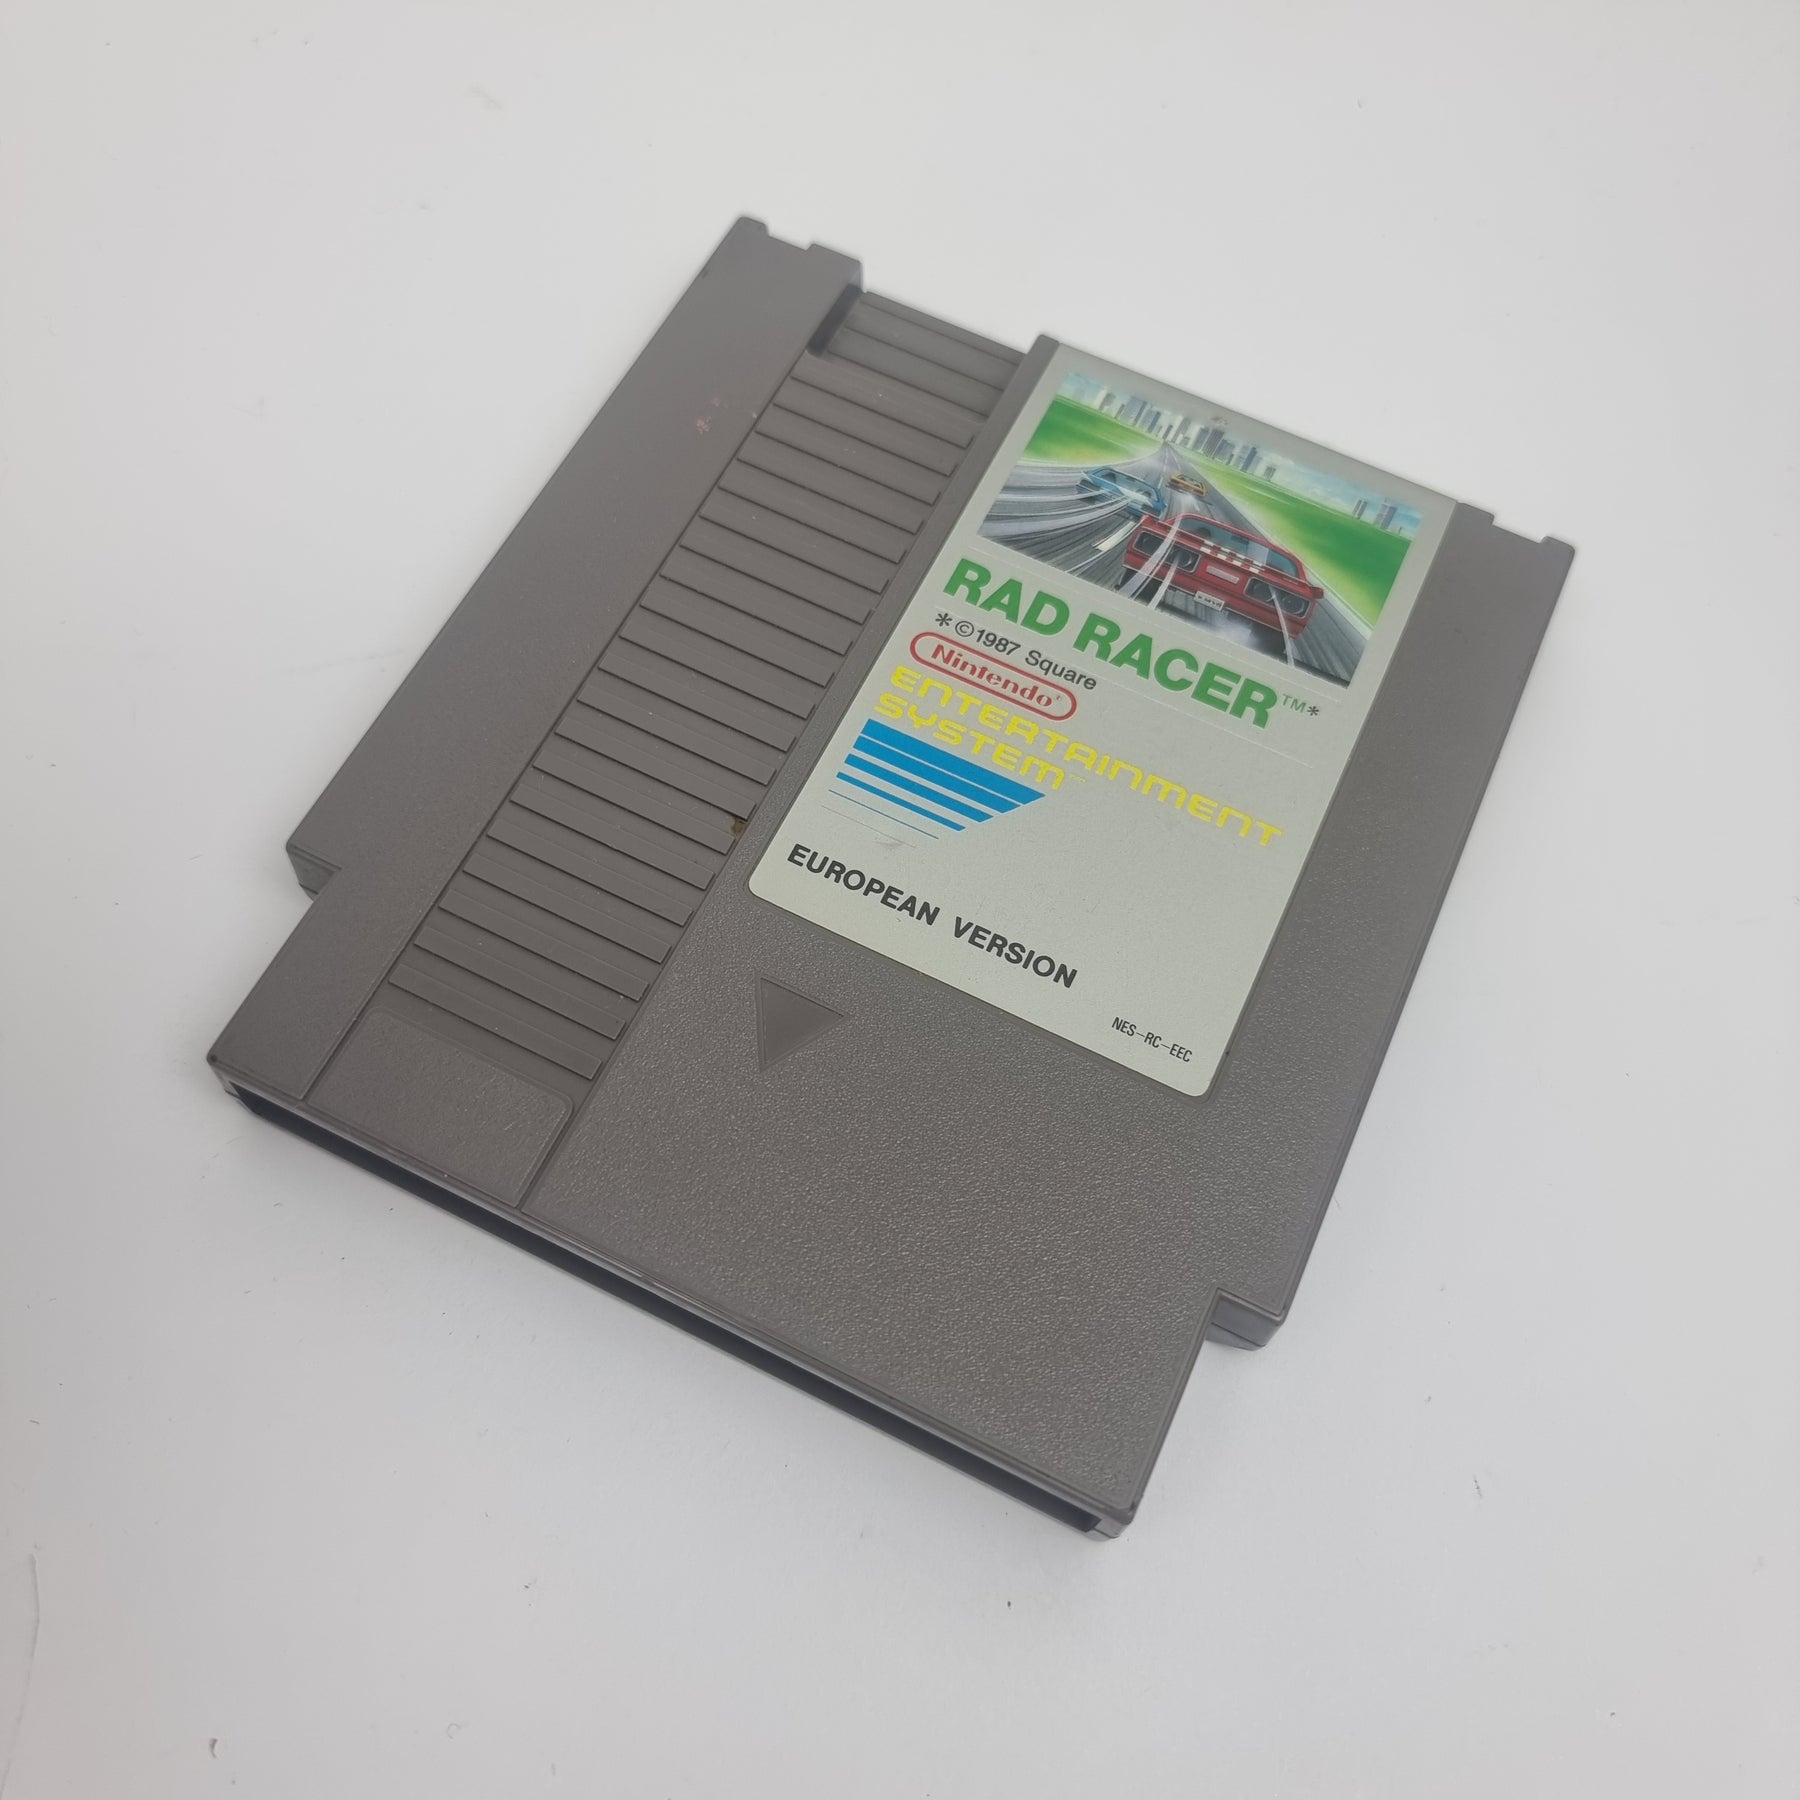 RAD RACER™*
*©1987 Square
Nintendo®
ENTERTAINMENT
SYSTEM™
EUROPEAN VERSION
NES-RC-EEC